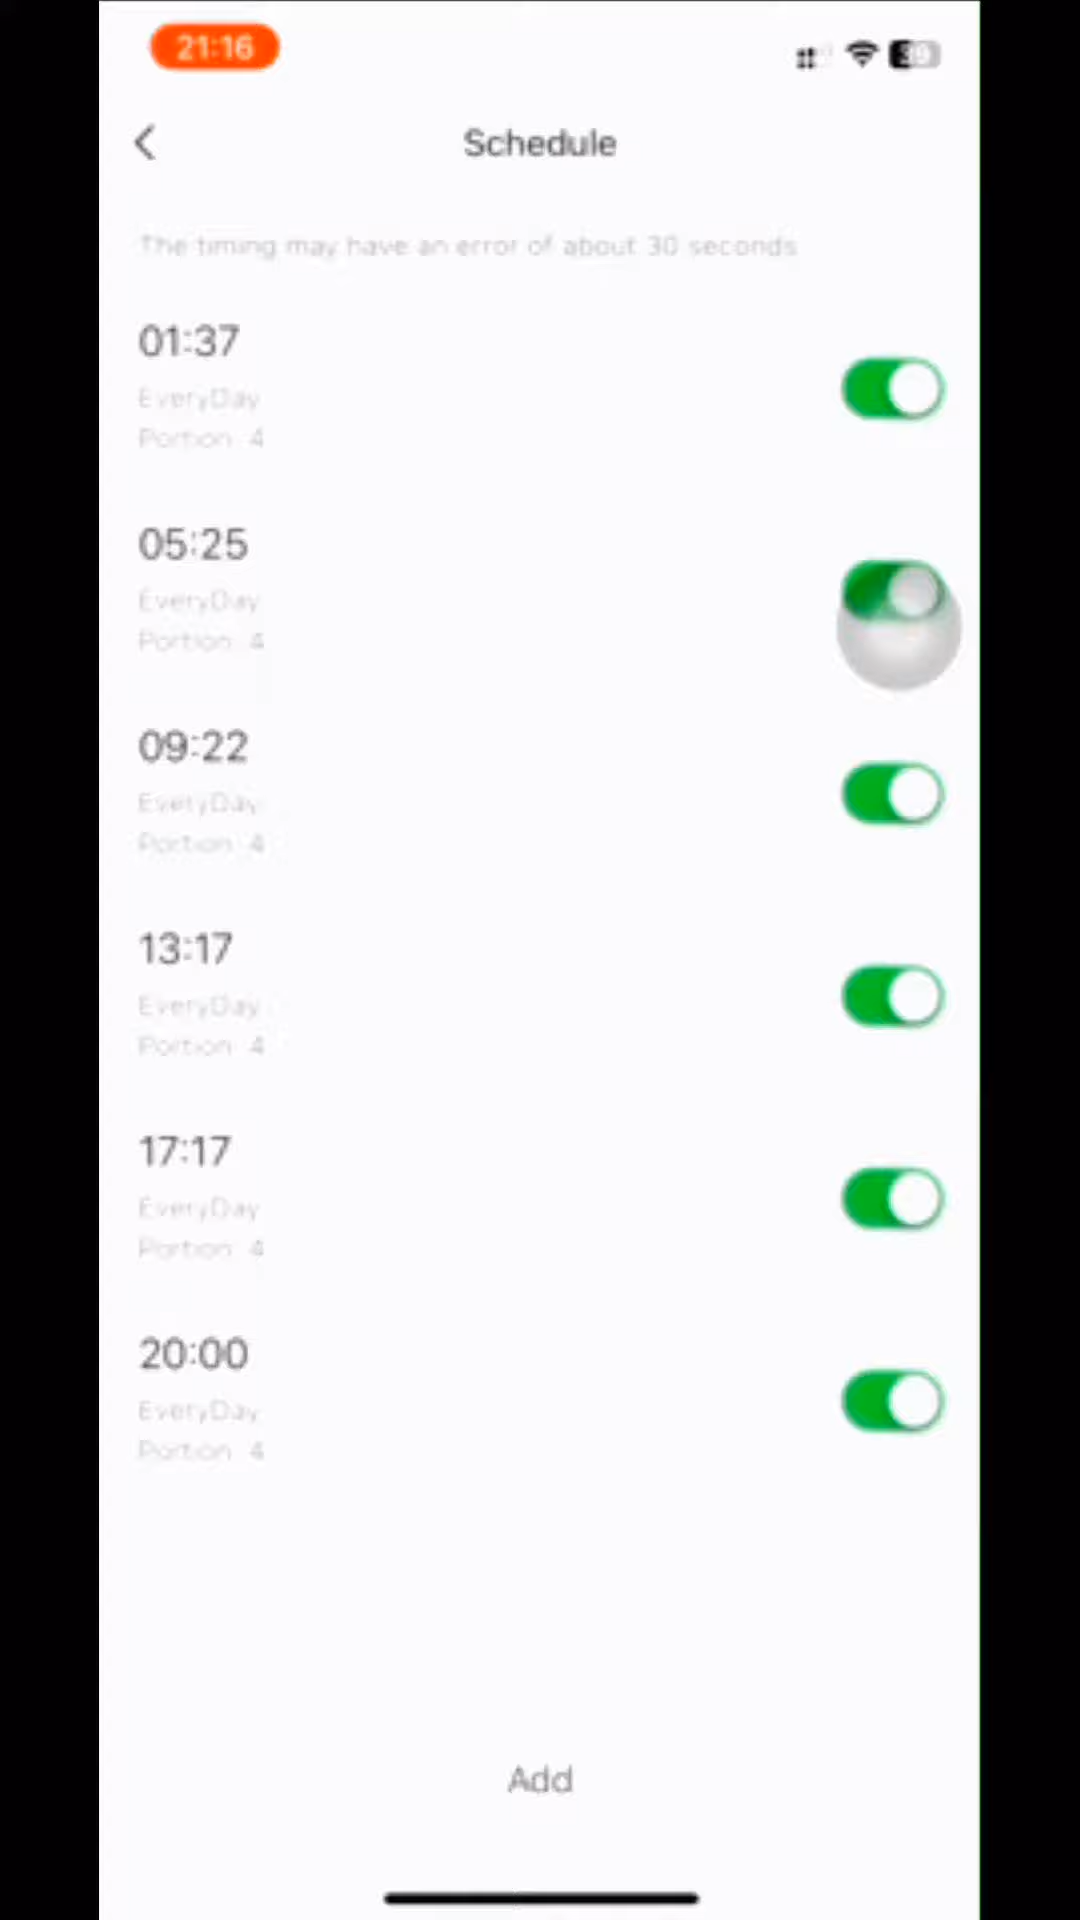 21:16
39
Schedule
The timing may have an error of about 30 seconds
01:37
EveryDay
Portion 4
05:25
EveryDay
Portion 4
09:22
EveryDay
Portion 4
13:17
EveryDay
Portion 4
17:17
EveryDay
Portion 4
20:00
EveryDay
Portion 4
Add